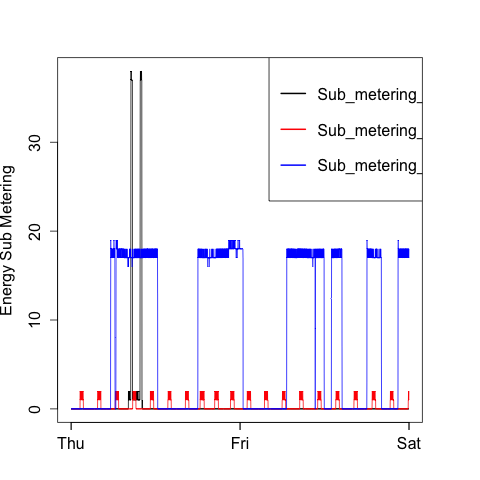 Sub_metering_
Sub_metering_
Sub_metering_
Energy Sub Metering
30
20
10
0
Thu Fri Sat